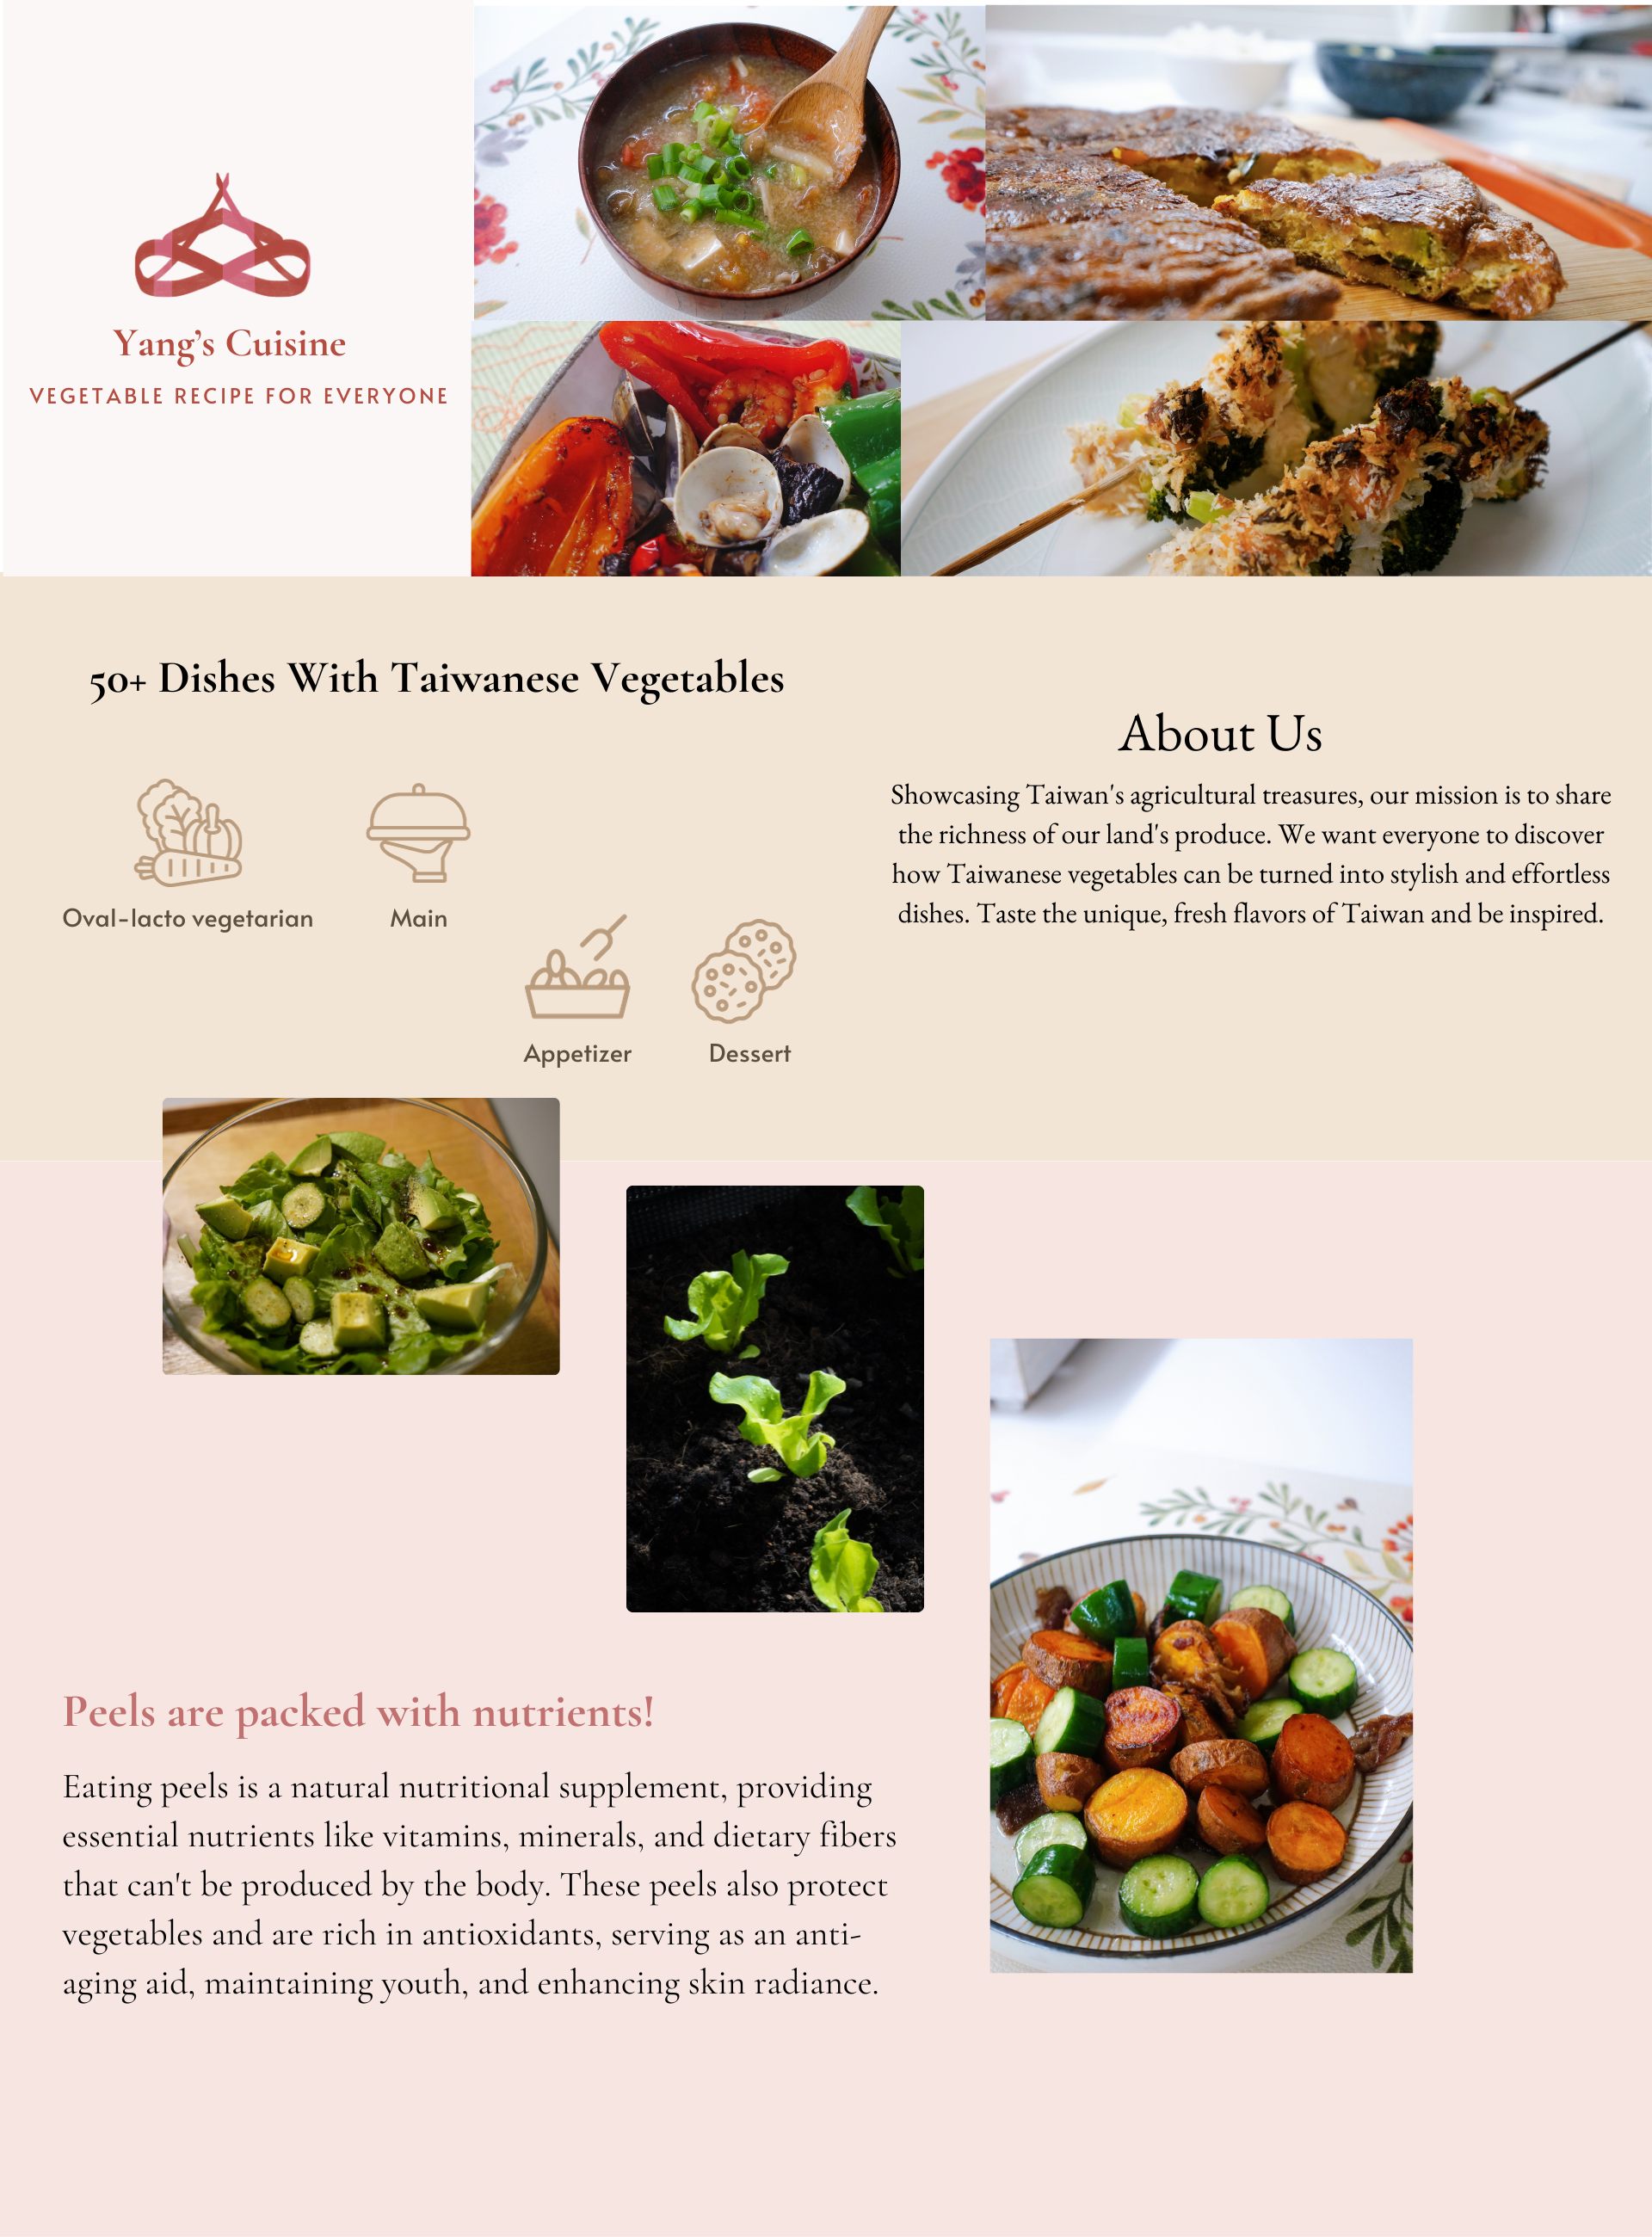 Yang's Cuisine
VEGETABLE RECIPE FOR EVERYONE
50+ Dishes With Taiwanese Vegetables
Oval-lacto vegetarian
Main
Appetizer
Dessert
About Us
Showcasing Taiwan's agricultural treasures, our mission is to share
the richness of our land's produce. We want everyone to discover
how Taiwanese vegetables can be turned into stylish and effortless
dishes. Taste the unique, fresh flavors of Taiwan and be inspired.
Peels are packed with nutrients!
Eating peels is a natural nutritional supplement, providing
essential nutrients like vitamins, minerals, and dietary fibers
that can't be produced by the body. These peels also protect
vegetables and are rich in antioxidants, serving as an anti-
aging aid, maintaining youth, and enhancing skin radiance.